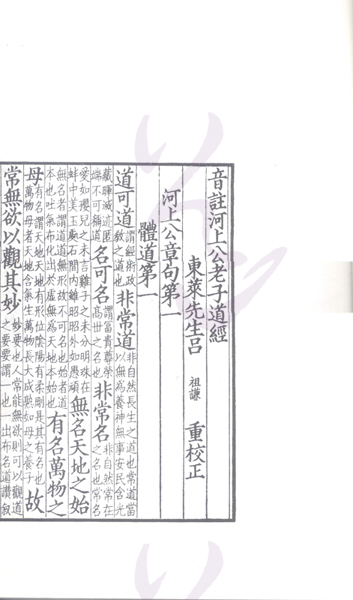 音註河上公老子道經
東萊先生呂祖謙重校正
河上公章句第一
體道第一
道可道謂經術政教之道也非常道非自然長生之道也常道當以無為養神無事安民含光
藏暉滅迹匿端不可稱道名可名謂富貴尊榮高世之名也非常名非自然常在之名也常名
愛如嬰兒之未言雞子之未分明珠在蚌中美玉處石間內雖昭昭外如愚頑無名天地之始
無名者謂道道無形故不可名也始者道本也吐氣布化出於虛無為天地本始也有名萬物之
母有名謂天地天地有形位陰陽有柔剛是其有名也萬物母者天地含氣生萬物長大成熟如母之養子故
常無欲以觀其妙妙要也人常能無欲則可以觀道之要要謂一也一出布名道讚敘